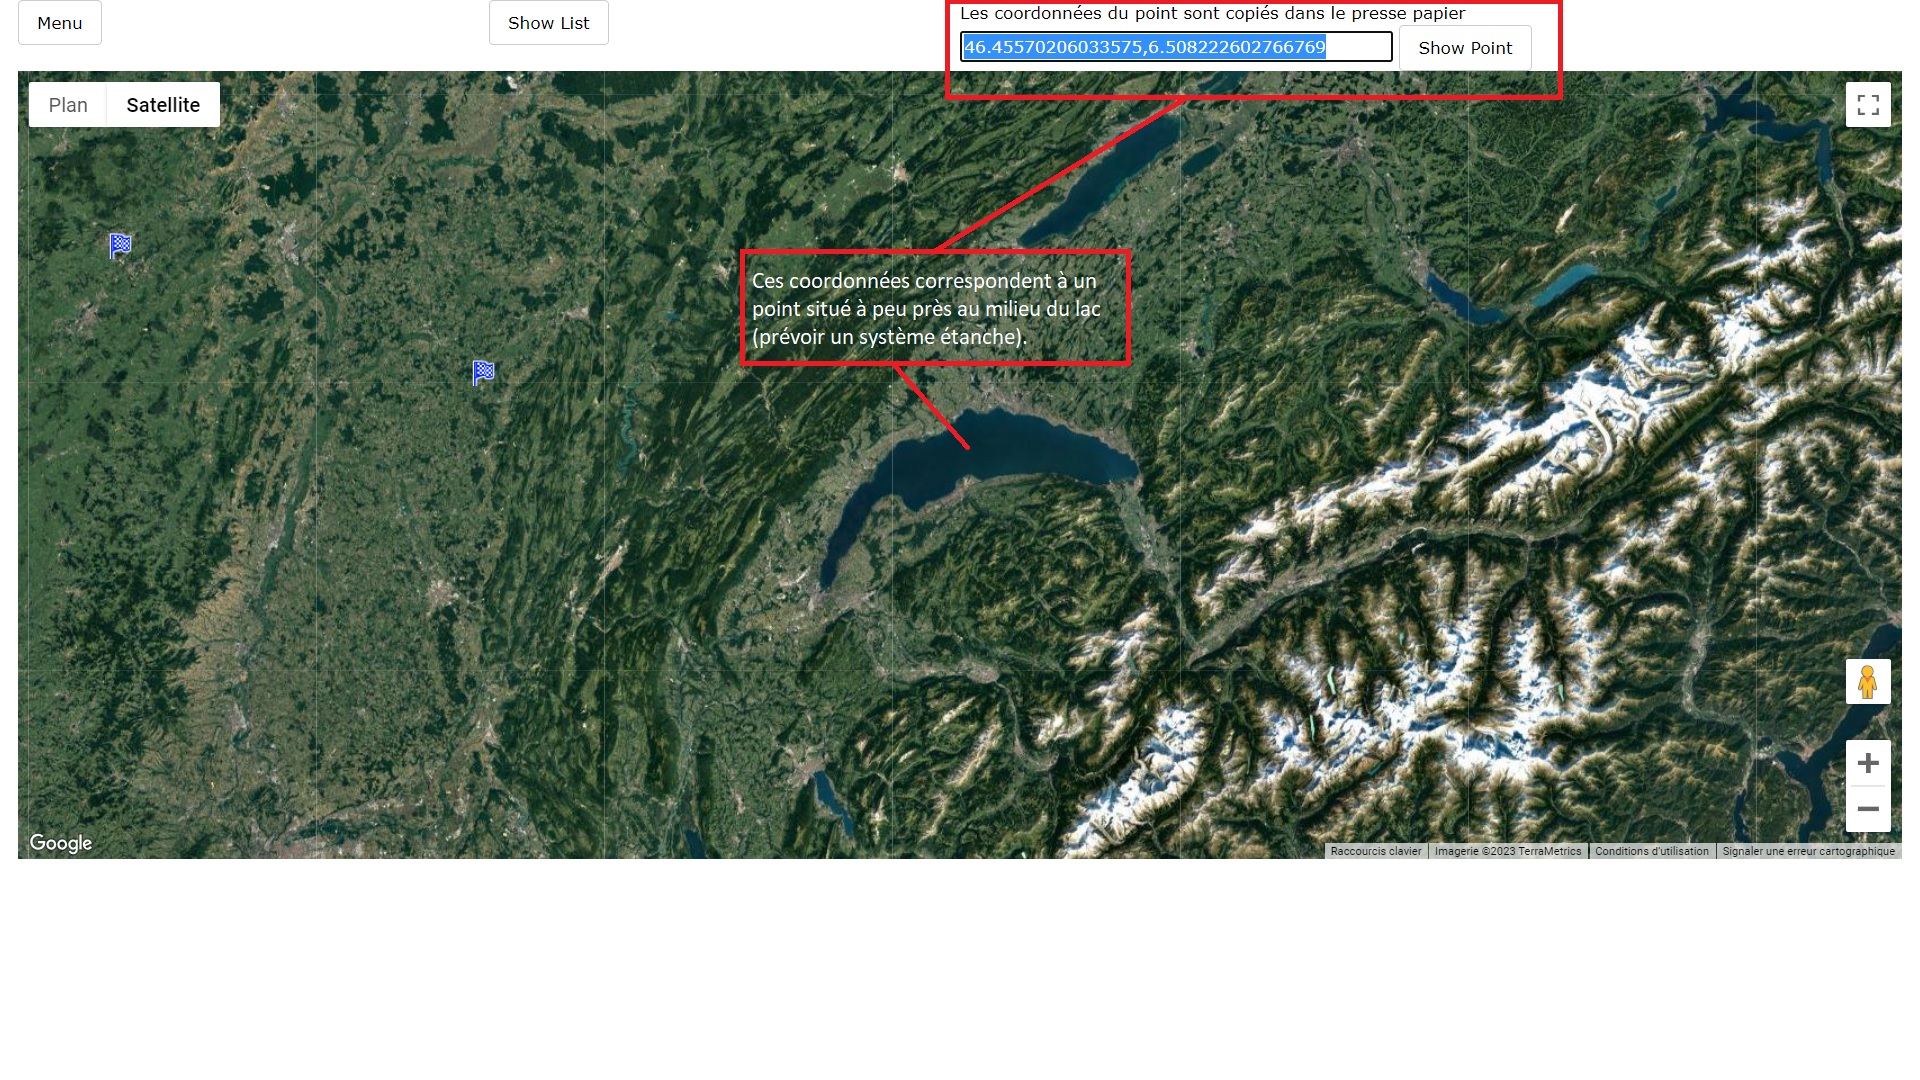 Menu
Show List
Les coordonnées du point sont copiés dans le presse papier
46.45570206033575,6.508222602766769
Show Point
Plan
Satellite
Ces coordonnées correspondent à un
point situé à peu près au milieu du lac
(prévoir un système étanche).
Google
Raccourcis clavier
Imagerie ©2023 TerraMetrics
Conditions d'utilisation
Signaler une erreur cartographique